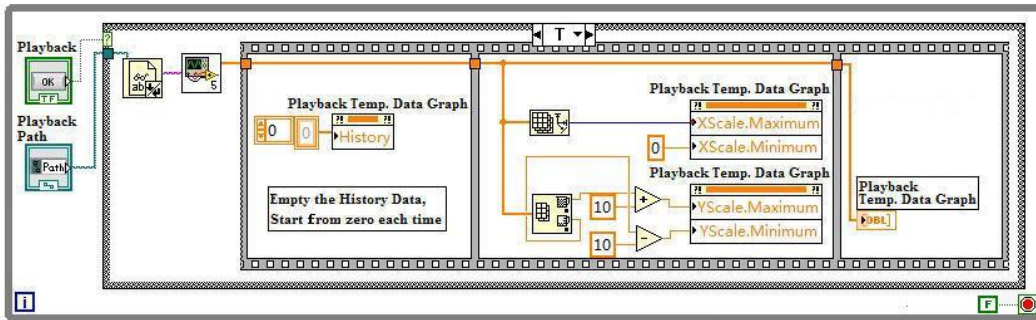 T
Playback
?
OK
TF
Playback
Path
Path
ab
5
Playback Temp. Data Graph
0
0
?!
?!
History
Empty the History Data,
Start from zero each time
Playback Temp. Data Graph
?!
?!
XScale.Maximum
0
XScale.Minimum
Playback Temp. Data Graph
?!
?!
10
+
YScale.Maximum
10
-
YScale.Minimum
Playback
Temp. Data Graph
DBL]
i
F